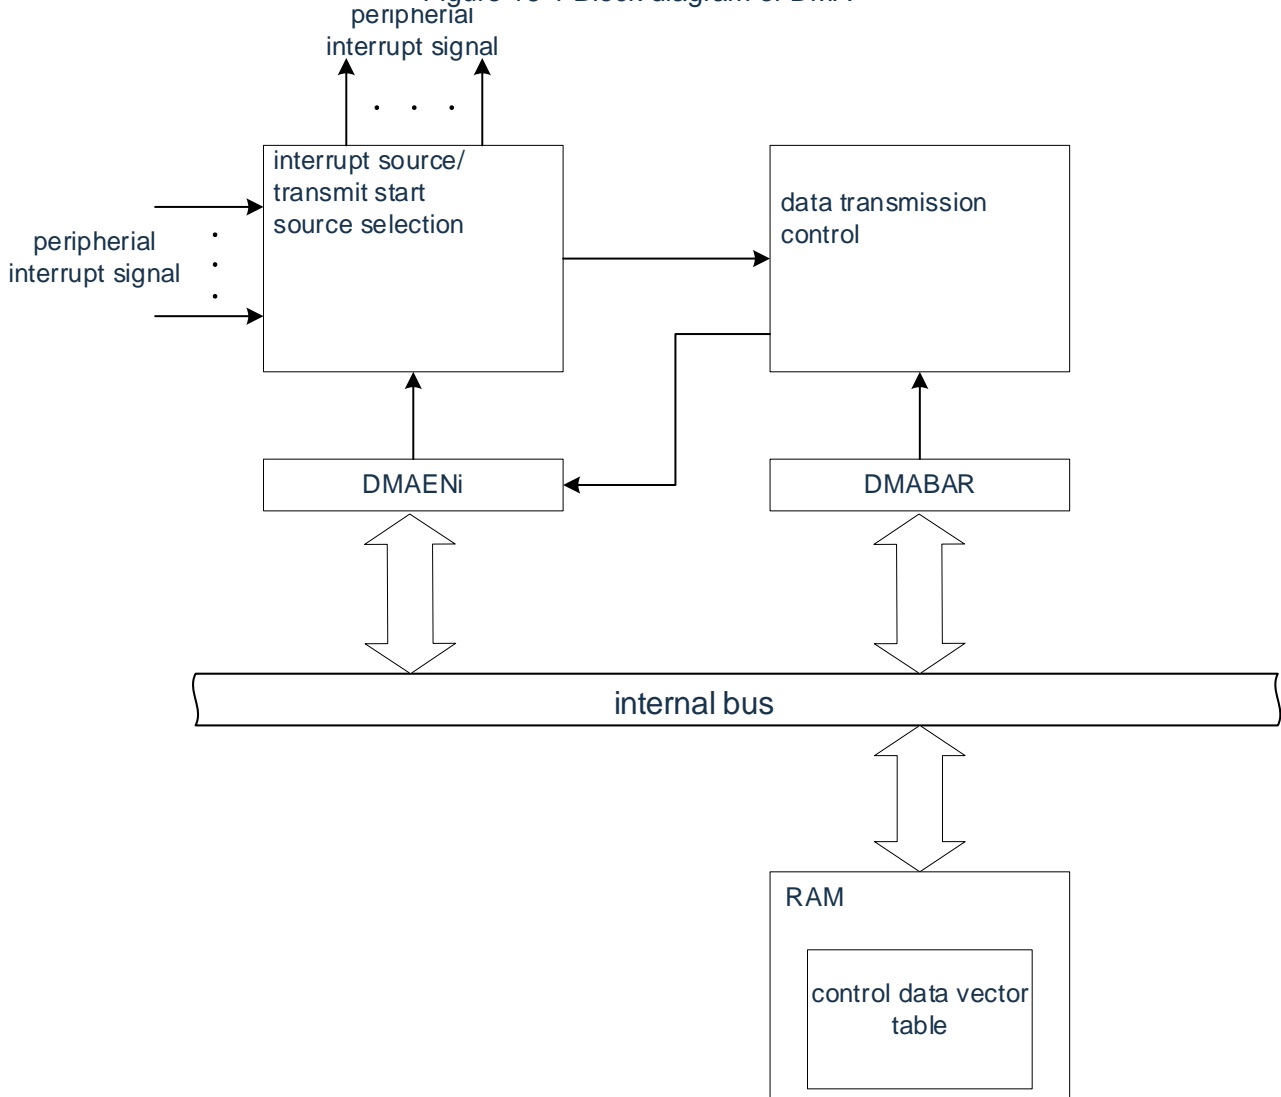 peripherial
interrupt signal
interrupt source/
transmit start
source selection
data transmission
control
peripherial
interrupt signal
DMAENi
DMABAR
internal bus
RAM
control data vector
table